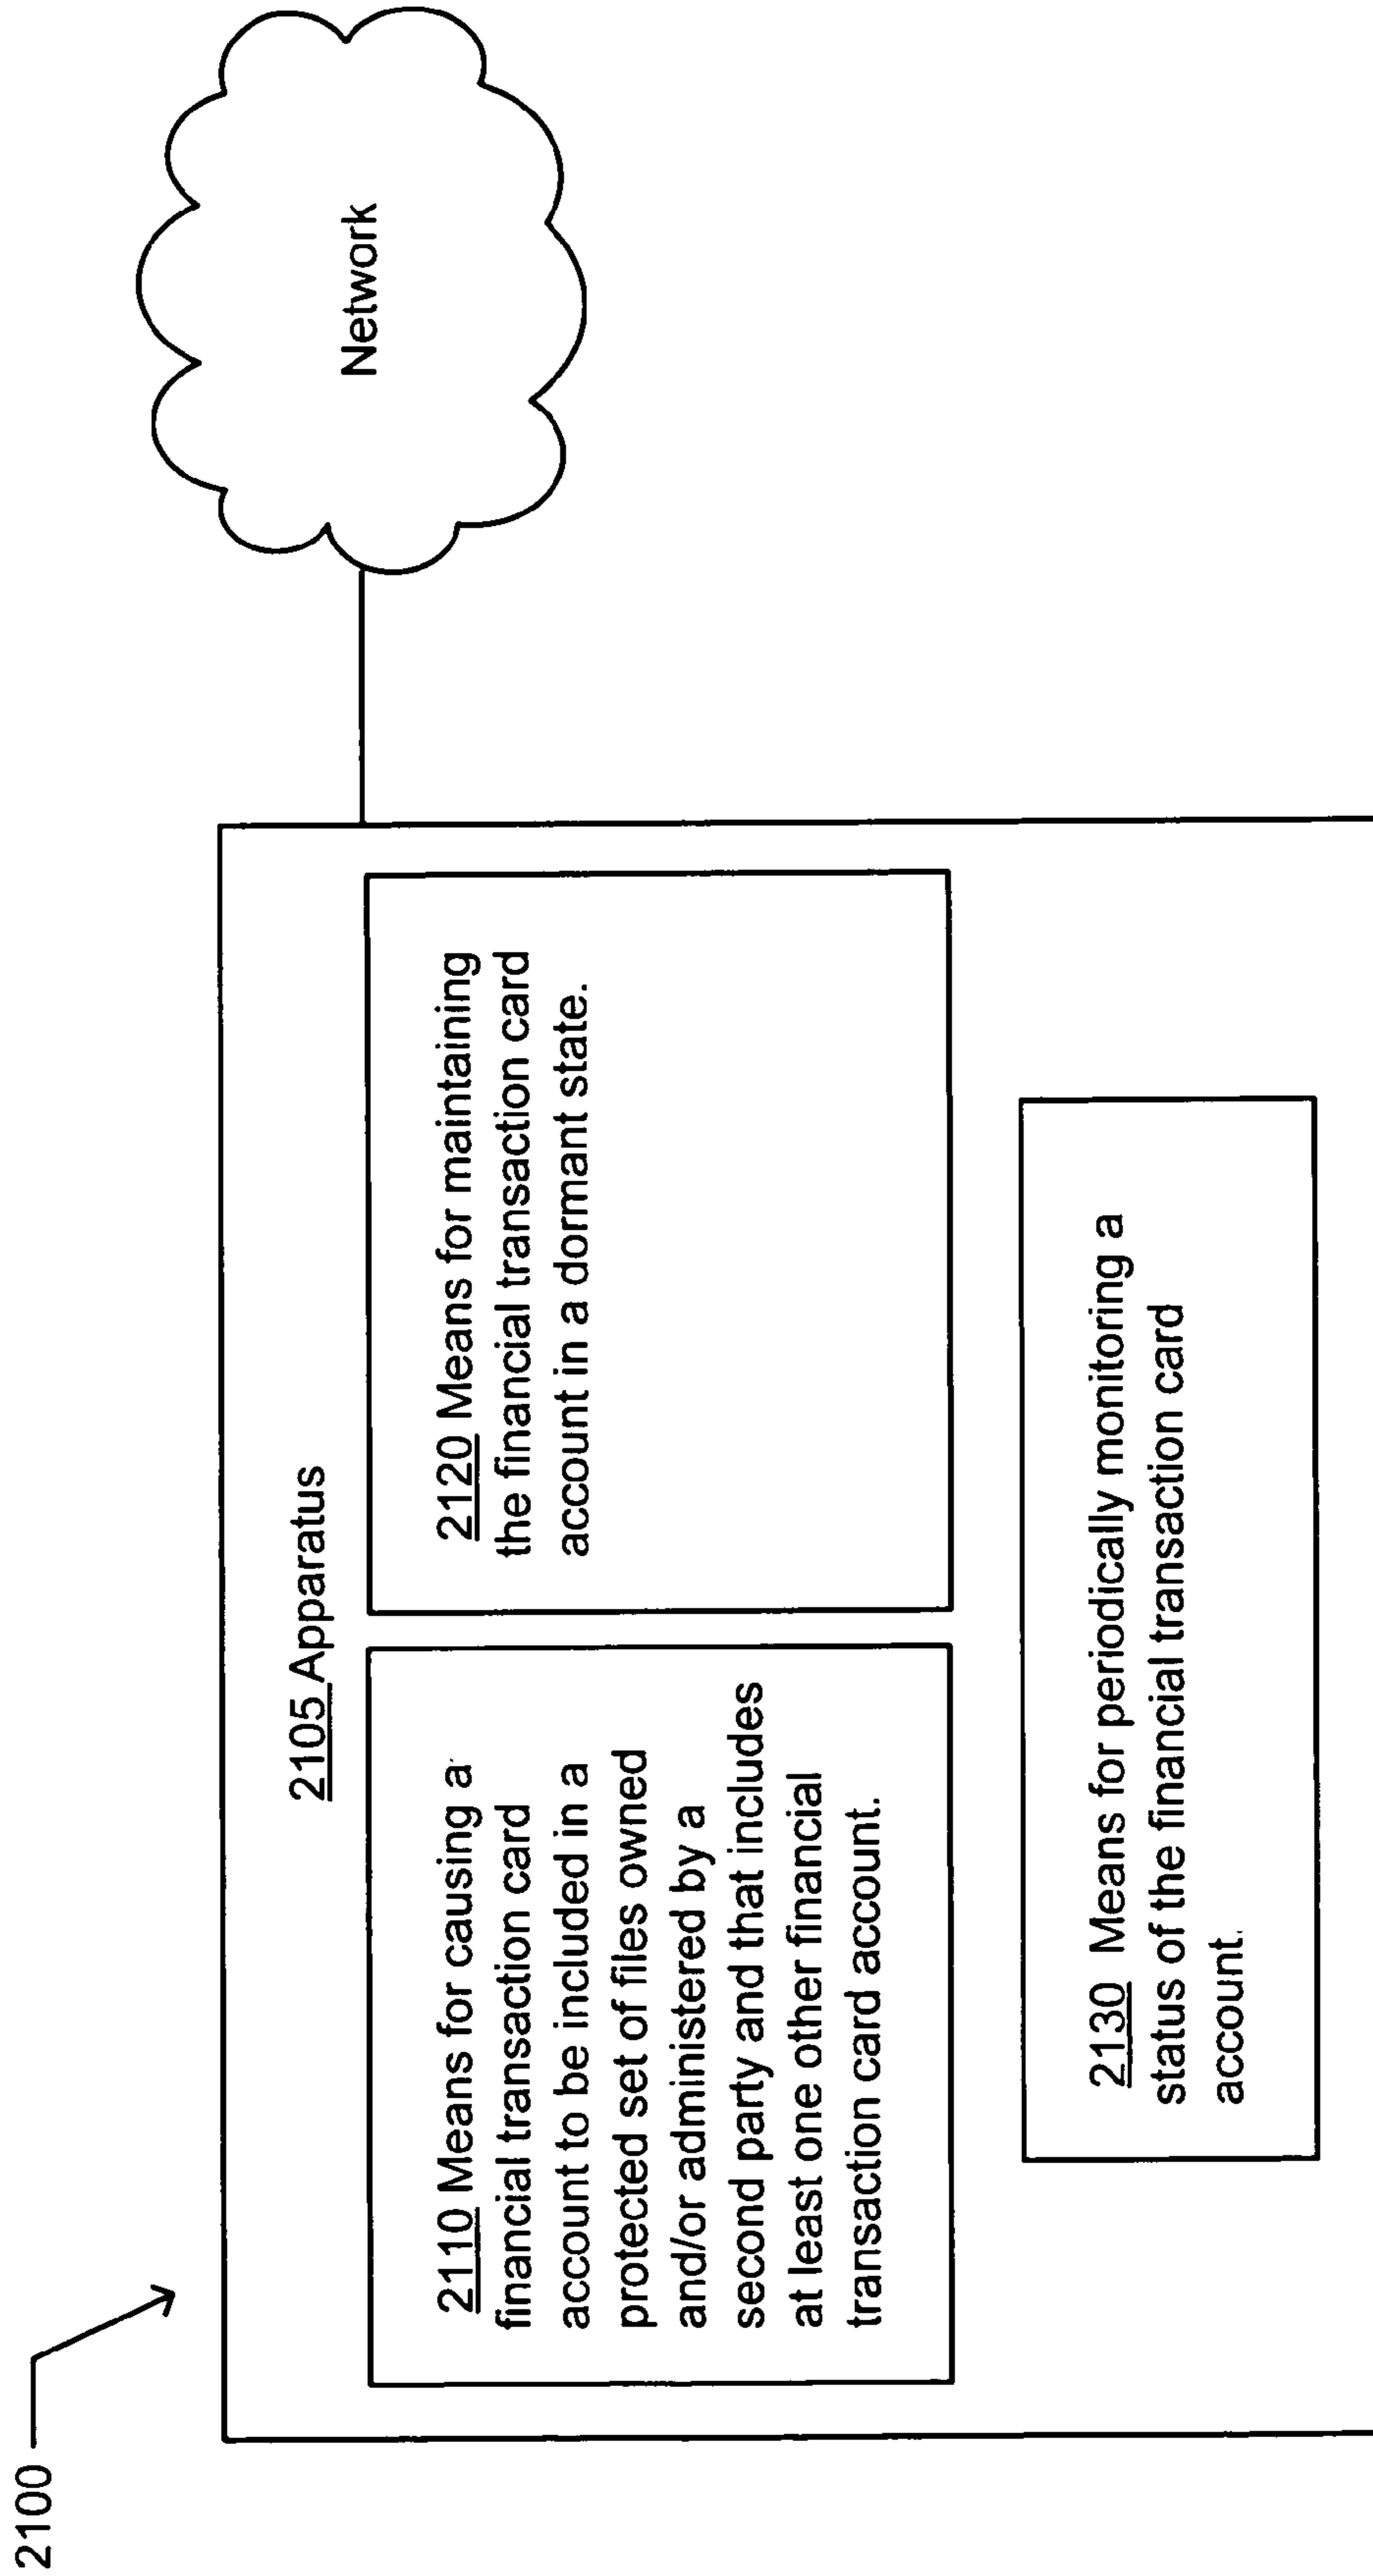 2100
2105 Apparatus
2110 Means for causing a
financial transaction card
account to be included in a
protected set of files owned
and/or administered by a
second party and that includes
at least one other financial
transaction card account.
2120 Means for maintaining
the financial transaction card
account in a dormant state.
2130 Means for periodically monitoring a
status of the financial transaction card
account.
Network